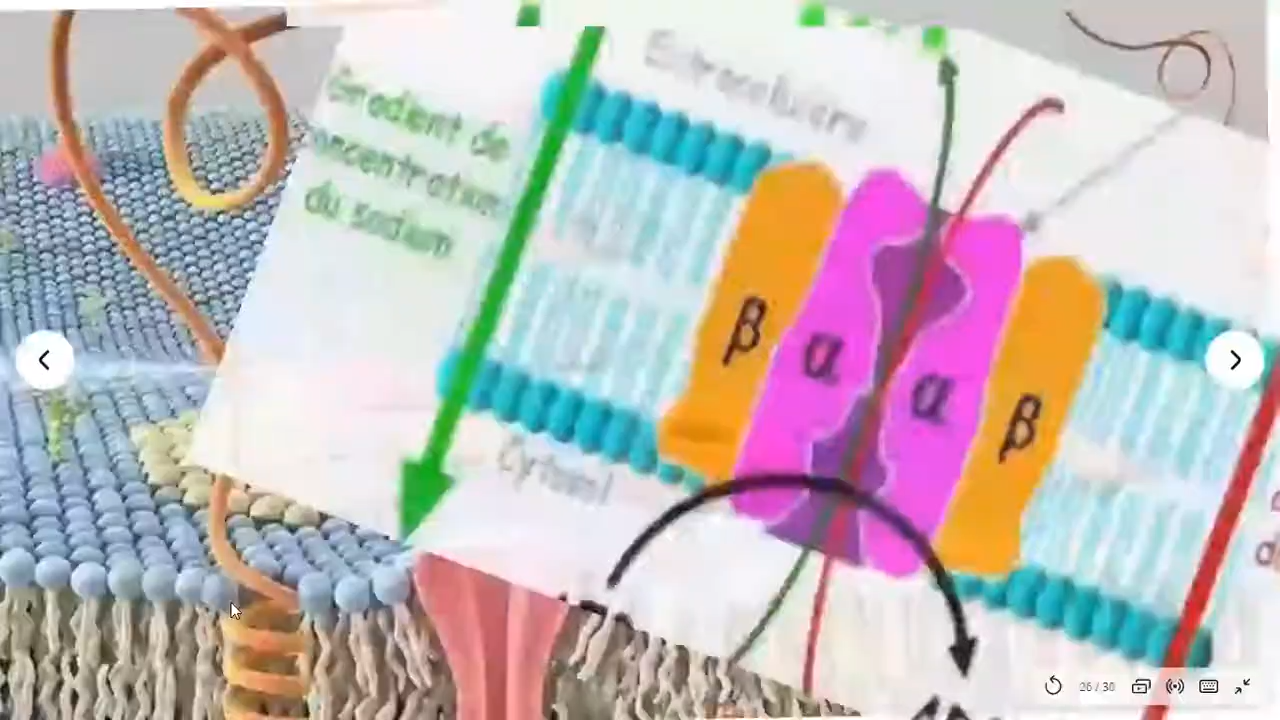 Extracellulaire
Gradient de
concentration
du sodium
β
α
α
β
Cytosol
26 / 30